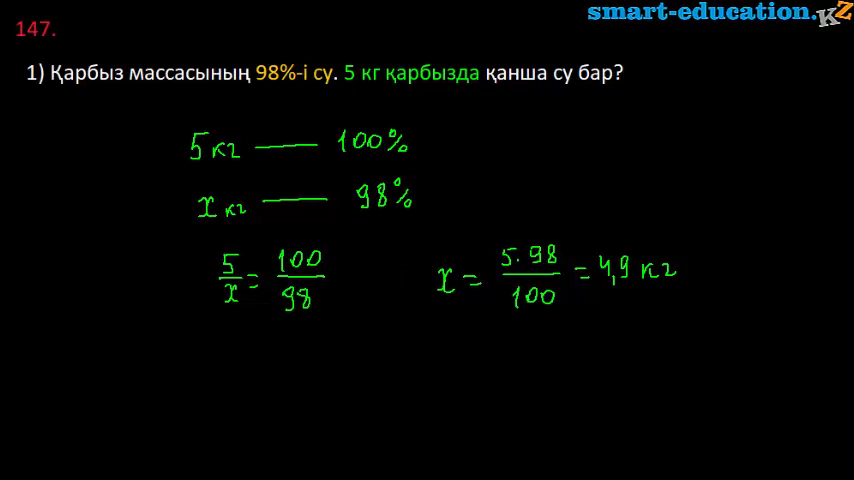 smart-education.KZ
147.
1) Қарбыз массасының 98%-і су. 5 кг қарбызда қанша су бар?
5 кг — 100%
x кг — 98%
5/x = 100/98    x = 5·98/100 = 4,9 кг